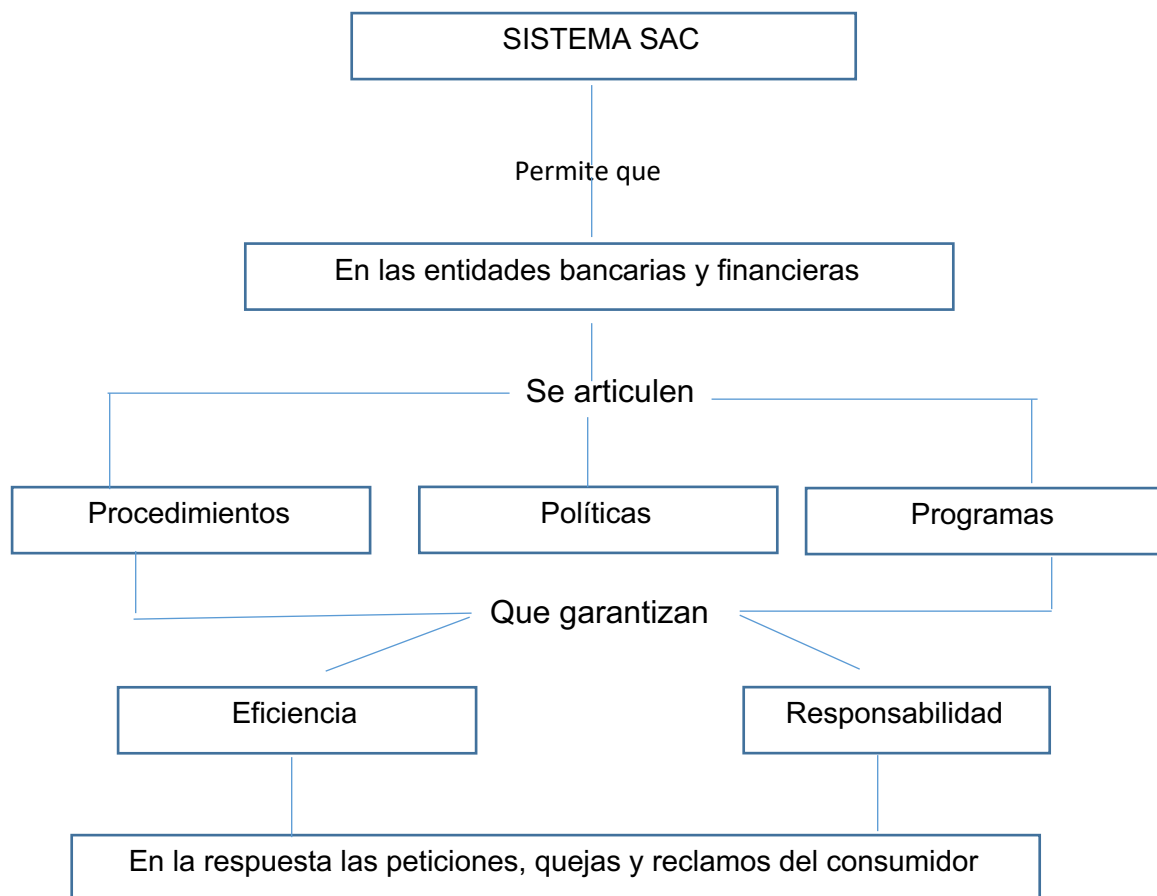 SISTEMA SAC
Permite que
En las entidades bancarias y financieras
Se articulen
Procedimientos
Políticas
Programas
Que garantizan
Eficiencia
Responsabilidad
En la respuesta las peticiones, quejas y reclamos del consumidor